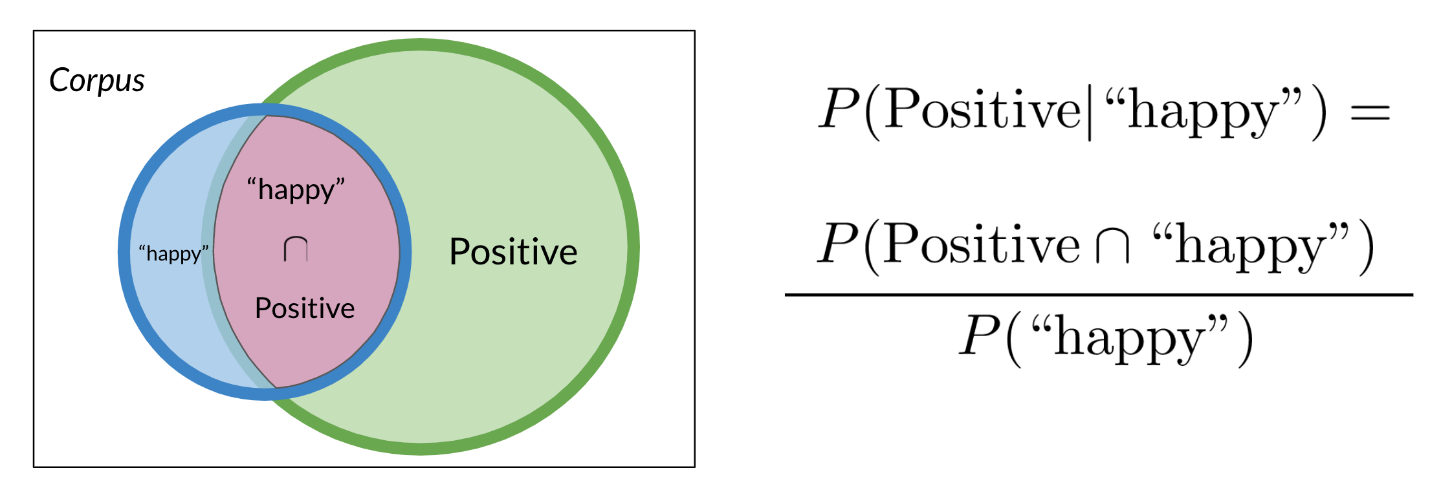 Corpus
“happy”
“happy”
∩
Positive
Positive
P(Positive|“happy”) =
P(Positive ∩ “happy”)
P(“happy”)